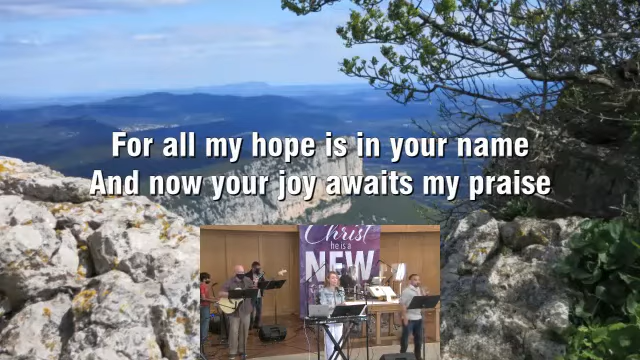 For all my hope is in your name
And now your joy awaits my praise
Christ
he is a
NEW